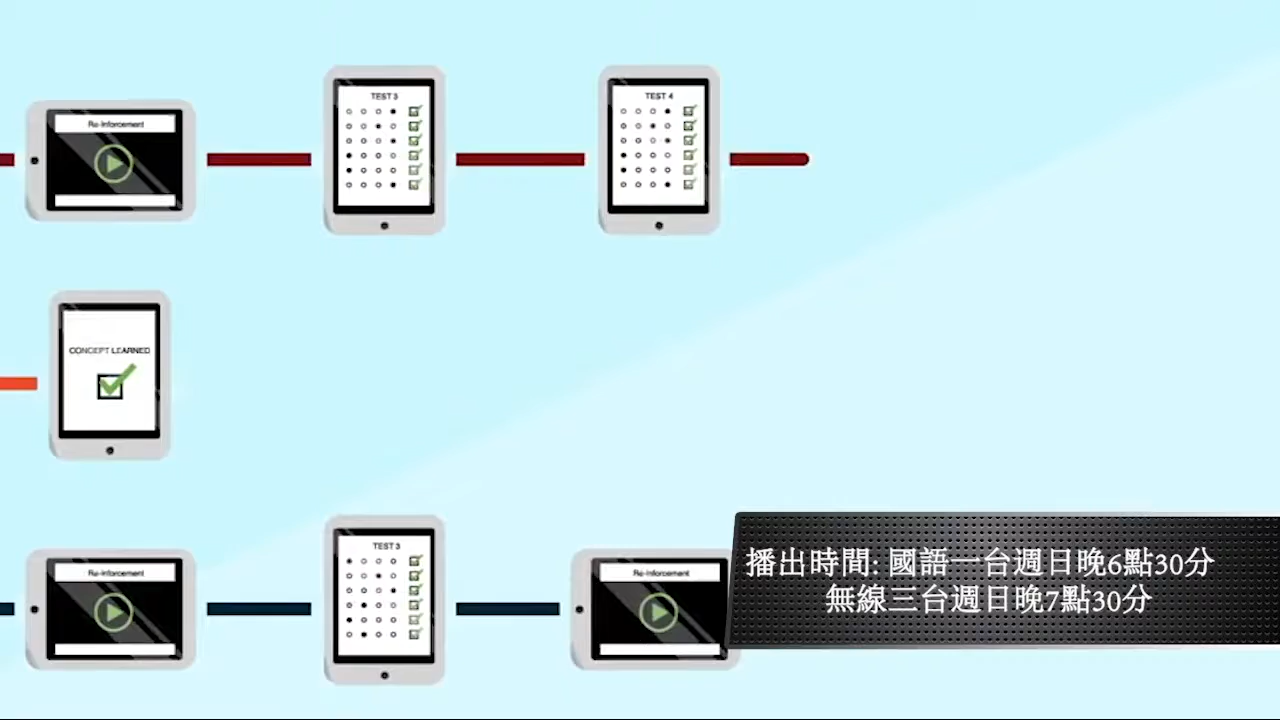 Re-inforcement
TEST 3
TEST 4
CONCEPT LEARNED
Re-inforcement
TEST 3
Re-inforcement
播出時間: 國語一台週日晚6點30分
無線三台週日晚7點30分